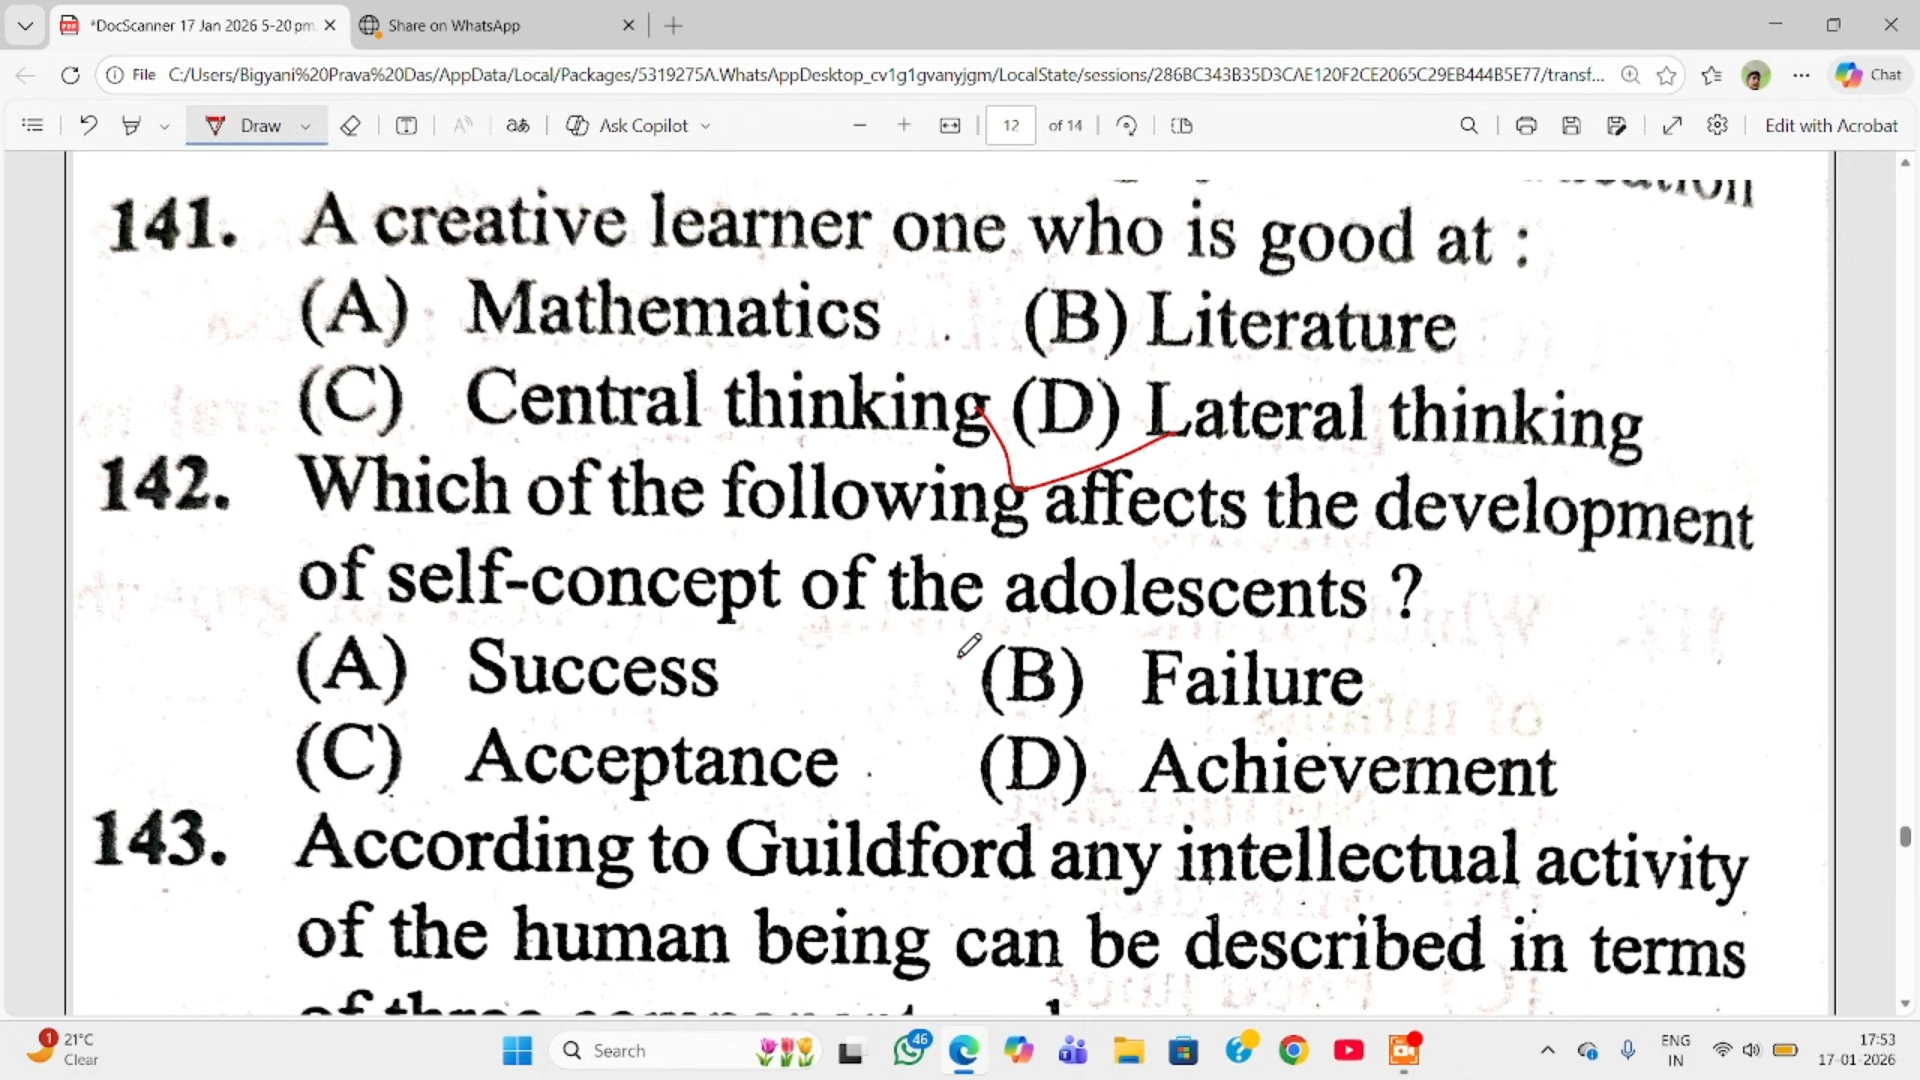 *DocScanner 17 Jan 2026 5-20 pm
Share on WhatsApp
File C:/Users/Bigyani%20Prava%20Das/AppData/Local/Packages/5319275A.WhatsAppDesktop_cv1g1gvanyjgm/LocalState/sessions/286BC343B35D3CAE120F2CE2065C29EB444B5E77/transf...
Chat
Draw
Ask Copilot
12 of 14
Edit with Acrobat
141. A creative learner one who is good at :
(A) Mathematics (B) Literature
(C) Central thinking (D) Lateral thinking
142. Which of the following affects the development
of self-concept of the adolescents ?
(A) Success (B) Failure
(C) Acceptance (D) Achievement
143. According to Guildford any intellectual activity
of the human being can be described in terms
1
21°C
Clear
Search
46
ENG
IN
17:53
17-01-2026